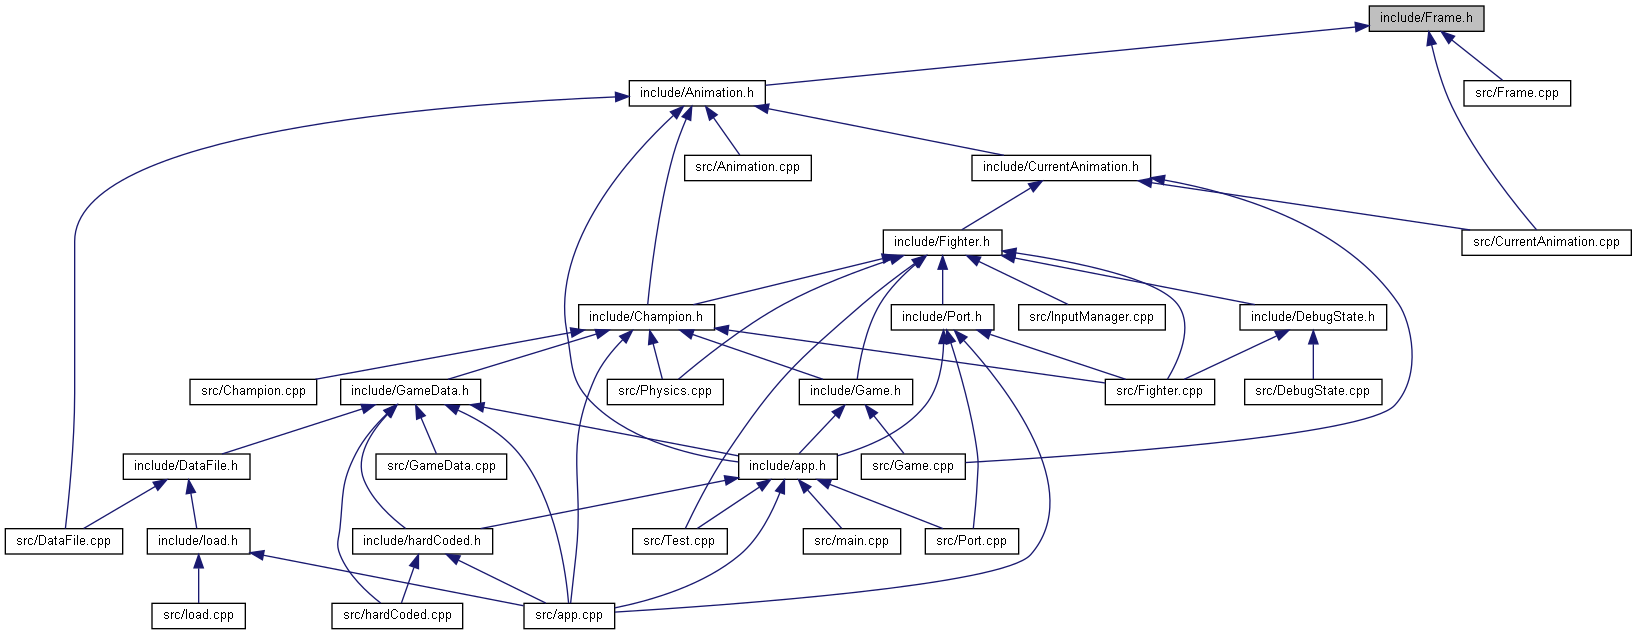 include/Frame.h
include/Animation.h
src/Frame.cpp
src/Animation.cpp
include/CurrentAnimation.h
include/Fighter.h
src/CurrentAnimation.cpp
include/Champion.h
include/Port.h
src/InputManager.cpp
include/DebugState.h
src/Champion.cpp
include/GameData.h
src/Physics.cpp
include/Game.h
src/Fighter.cpp
src/DebugState.cpp
include/DataFile.h
src/GameData.cpp
include/app.h
src/Game.cpp
src/DataFile.cpp
include/load.h
include/hardCoded.h
src/Test.cpp
src/main.cpp
src/Port.cpp
src/load.cpp
src/hardCoded.cpp
src/app.cpp